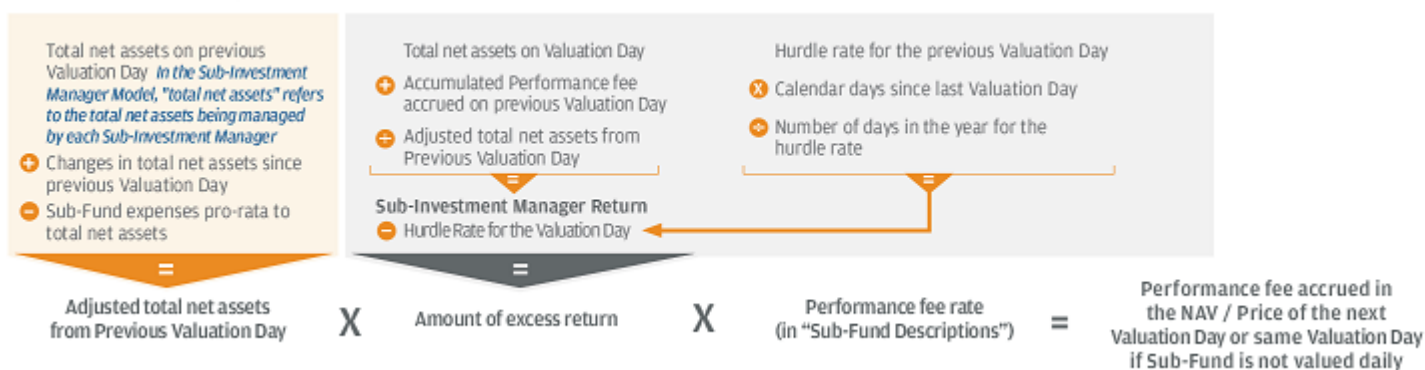 Total net assets on previous
Valuation Day In the Sub-Investment
Manager Model, "total net assets" refers
to the total net assets being managed
by each Sub-Investment Manager
+ Changes in total net assets since
previous Valuation Day
− Sub-Fund expenses pro-rata to
total net assets
=
Adjusted total net assets
from Previous Valuation Day
X
Total net assets on Valuation Day
+ Accumulated Performance fee
accrued on previous Valuation Day
÷ Adjusted total net assets from
Previous Valuation Day
=
Sub-Investment Manager Return
− Hurdle Rate for the Valuation Day
=
Amount of excess return
Hurdle rate for the previous Valuation Day
X Calendar days since last Valuation Day
÷ Number of days in the year for the
hurdle rate
=
X
Performance fee rate
(in “Sub-Fund Descriptions”)
=
Performance fee accrued in
the NAV / Price of the next
Valuation Day or same Valuation Day
if Sub-Fund is not valued daily